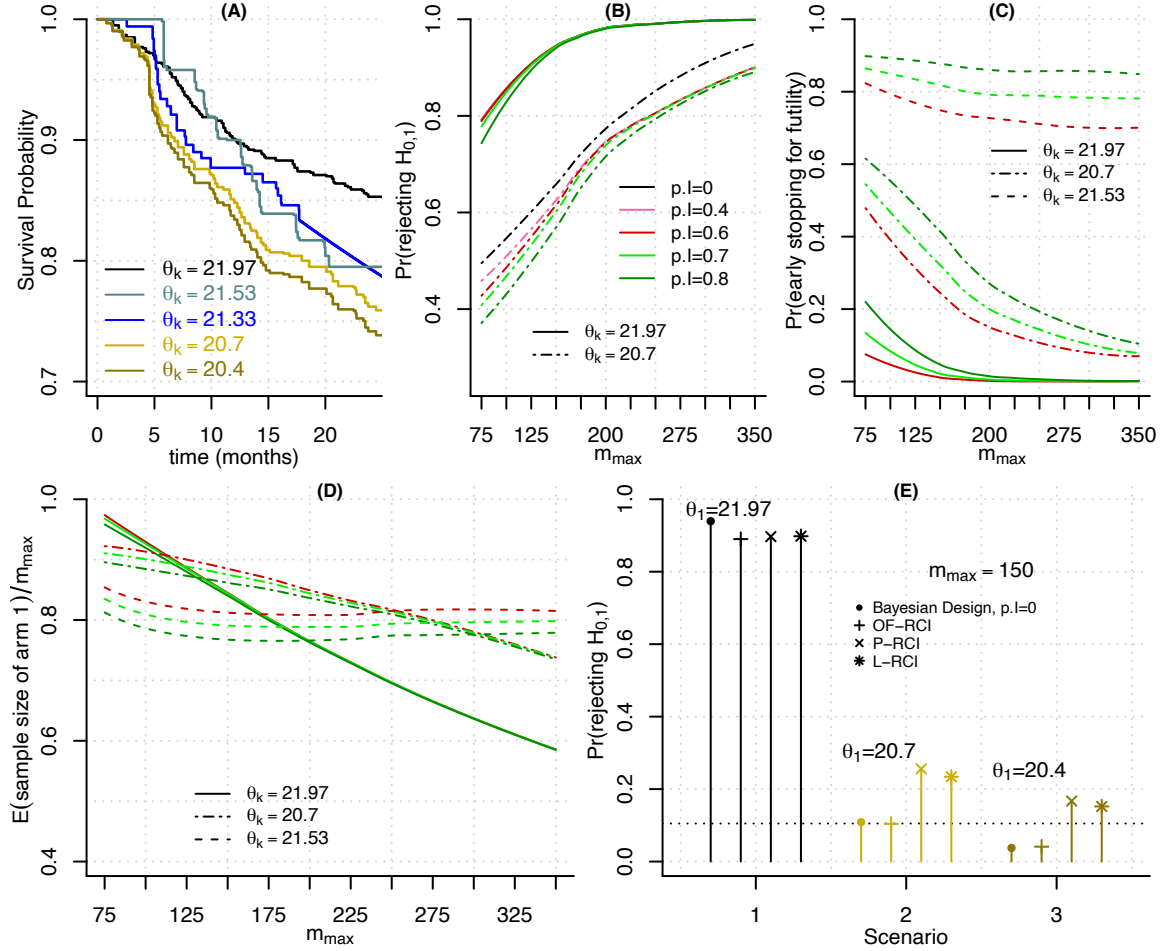 (A)
Survival Probability
1.0
0.9
0.8
0.7
θk = 21.97
θk = 21.53
θk = 21.33
θk = 20.7
θk = 20.4
0 5 10 15 20
time (months)
(B)
Pr(rejecting H0,1)
1.0
0.8
0.6
0.4
p.I=0
p.I=0.4
p.I=0.6
p.I=0.7
p.I=0.8
θk = 21.97
θk = 20.7
75 125 200 275 350
mmax
(C)
Pr(early stopping for futility)
1.0
0.8
0.6
0.4
0.2
0.0
θk = 21.97
θk = 20.7
θk = 21.53
75 125 200 275 350
mmax
(D)
E(sample size of arm 1)/mmax
1.0
0.9
0.8
0.6
0.4
θk = 21.97
θk = 20.7
θk = 21.53
75 125 175 225 275 325
mmax
(E)
Pr(rejecting H0,1)
1.0
0.8
0.6
0.4
0.2
0.0
θ1=21.97
mmax = 150
Bayesian Design, p.I=0
OF−RCI
P−RCI
L−RCI
θ1=20.7
θ1=20.4
1 2 3
Scenario